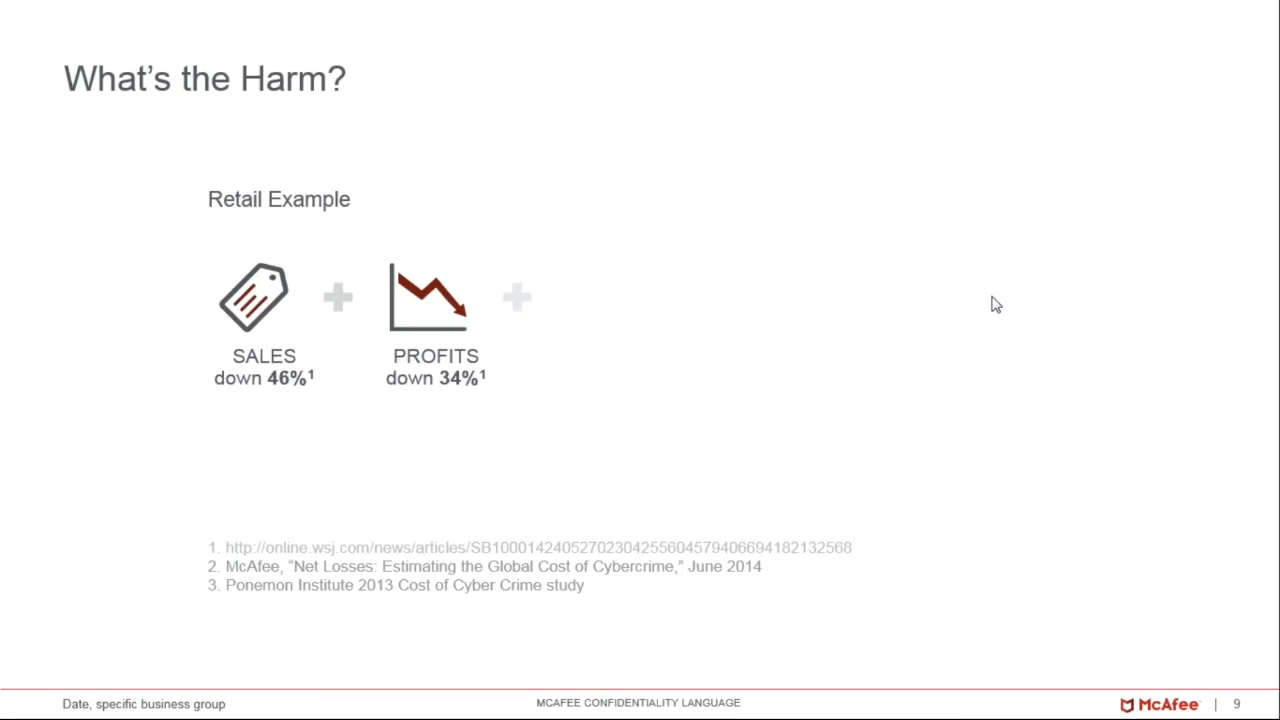 What's the Harm?
Retail Example
SALES
down 46%¹
PROFITS
down 34%¹
1. http://online.wsj.com/news/articles/SB10001424052702304255604579406694182132568
2. McAfee, “Net Losses: Estimating the Global Cost of Cybercrime,” June 2014
3. Ponemon Institute 2013 Cost of Cyber Crime study
Date, specific business group
MCAFEE CONFIDENTIALITY LANGUAGE
McAfee | 9